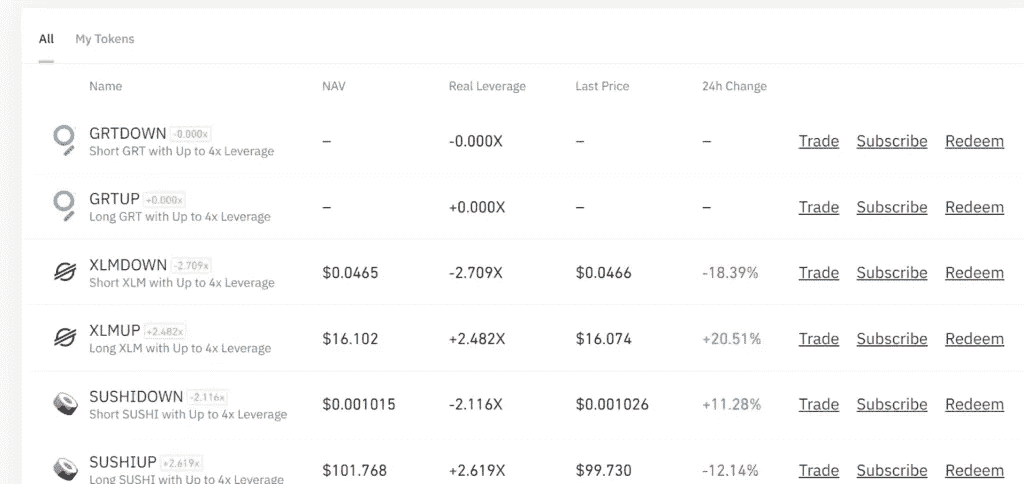 All My Tokens
Name NAV Real Leverage Last Price 24h Change
GRTDOWN -0.000x
Short GRT with Up to 4x Leverage
– -0.000X – – Trade Subscribe Redeem
GRTUP +0.000x
Long GRT with Up to 4x Leverage
– +0.000X – – Trade Subscribe Redeem
XLMDOWN -2.709x
Short XLM with Up to 4x Leverage
$0.0465 -2.709X $0.0466 -18.39% Trade Subscribe Redeem
XLMUP +2.482x
Long XLM with Up to 4x Leverage
$16.102 +2.482X $16.074 +20.51% Trade Subscribe Redeem
SUSHIDOWN -2.116x
Short SUSHI with Up to 4x Leverage
$0.001015 -2.116X $0.001026 +11.28% Trade Subscribe Redeem
SUSHIUP +2.619x
Long SUSHI with Up to 4x Leverage
$101.768 +2.619X $99.730 -12.14% Trade Subscribe Redeem